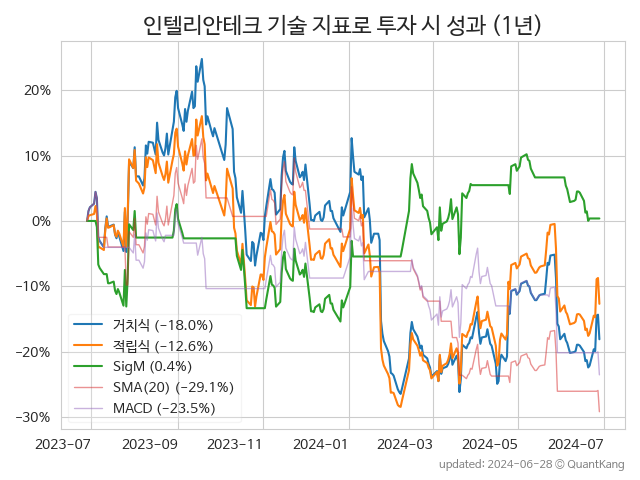 인텔리안테크 기술 지표로 투자 시 성과 (1년)
20%
10%
0%
−10%
−20%
−30%
거치식 (−18.0%)
적립식 (−12.6%)
SigM (0.4%)
SMA(20) (−29.1%)
MACD (−23.5%)
2023-07
2023-09
2023-11
2024-01
2024-03
2024-05
2024-07
updated: 2024-06-28 ⓒ QuantKang